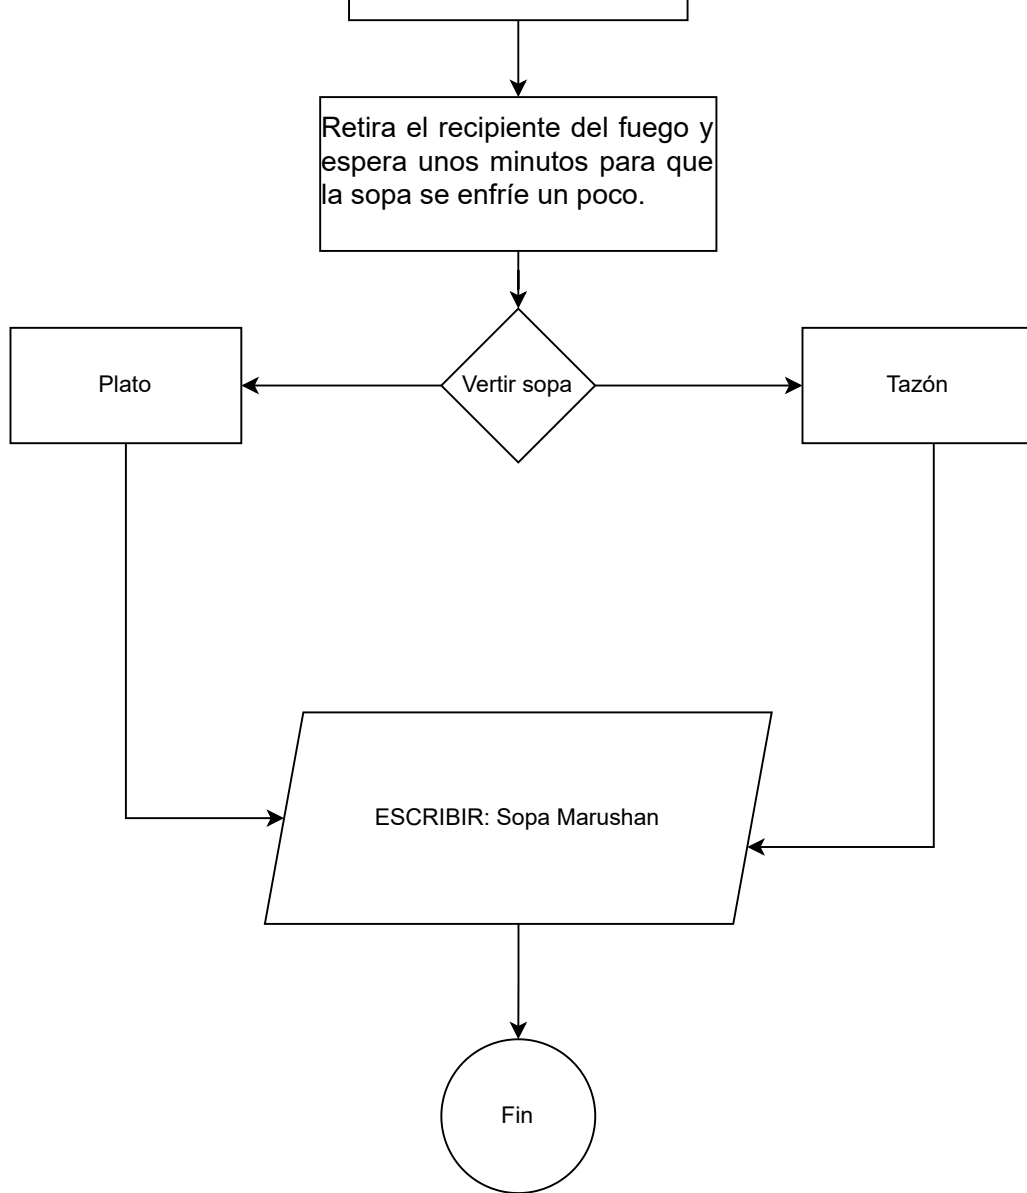 Retira el recipiente del fuego y
espera unos minutos para que
la sopa se enfríe un poco.
Plato
Vertir sopa
Tazón
ESCRIBIR: Sopa Marushan
Fin